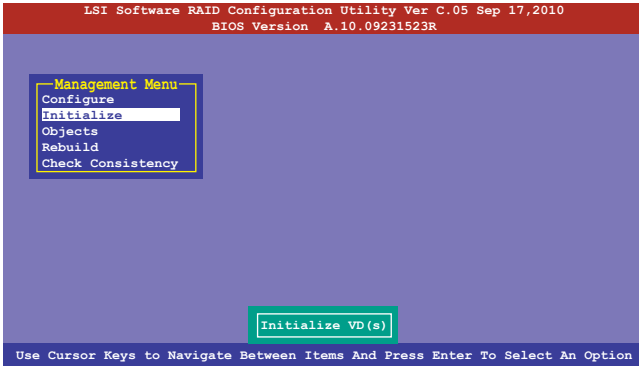 LSI Software RAID Configuration Utility Ver C.05 Sep 17,2010
BIOS Version A.10.09231523R
Management Menu
Configure
Initialize
Objects
Rebuild
Check Consistency
Initialize VD(s)
Use Cursor Keys to Navigate Between Items And Press Enter To Select An Option